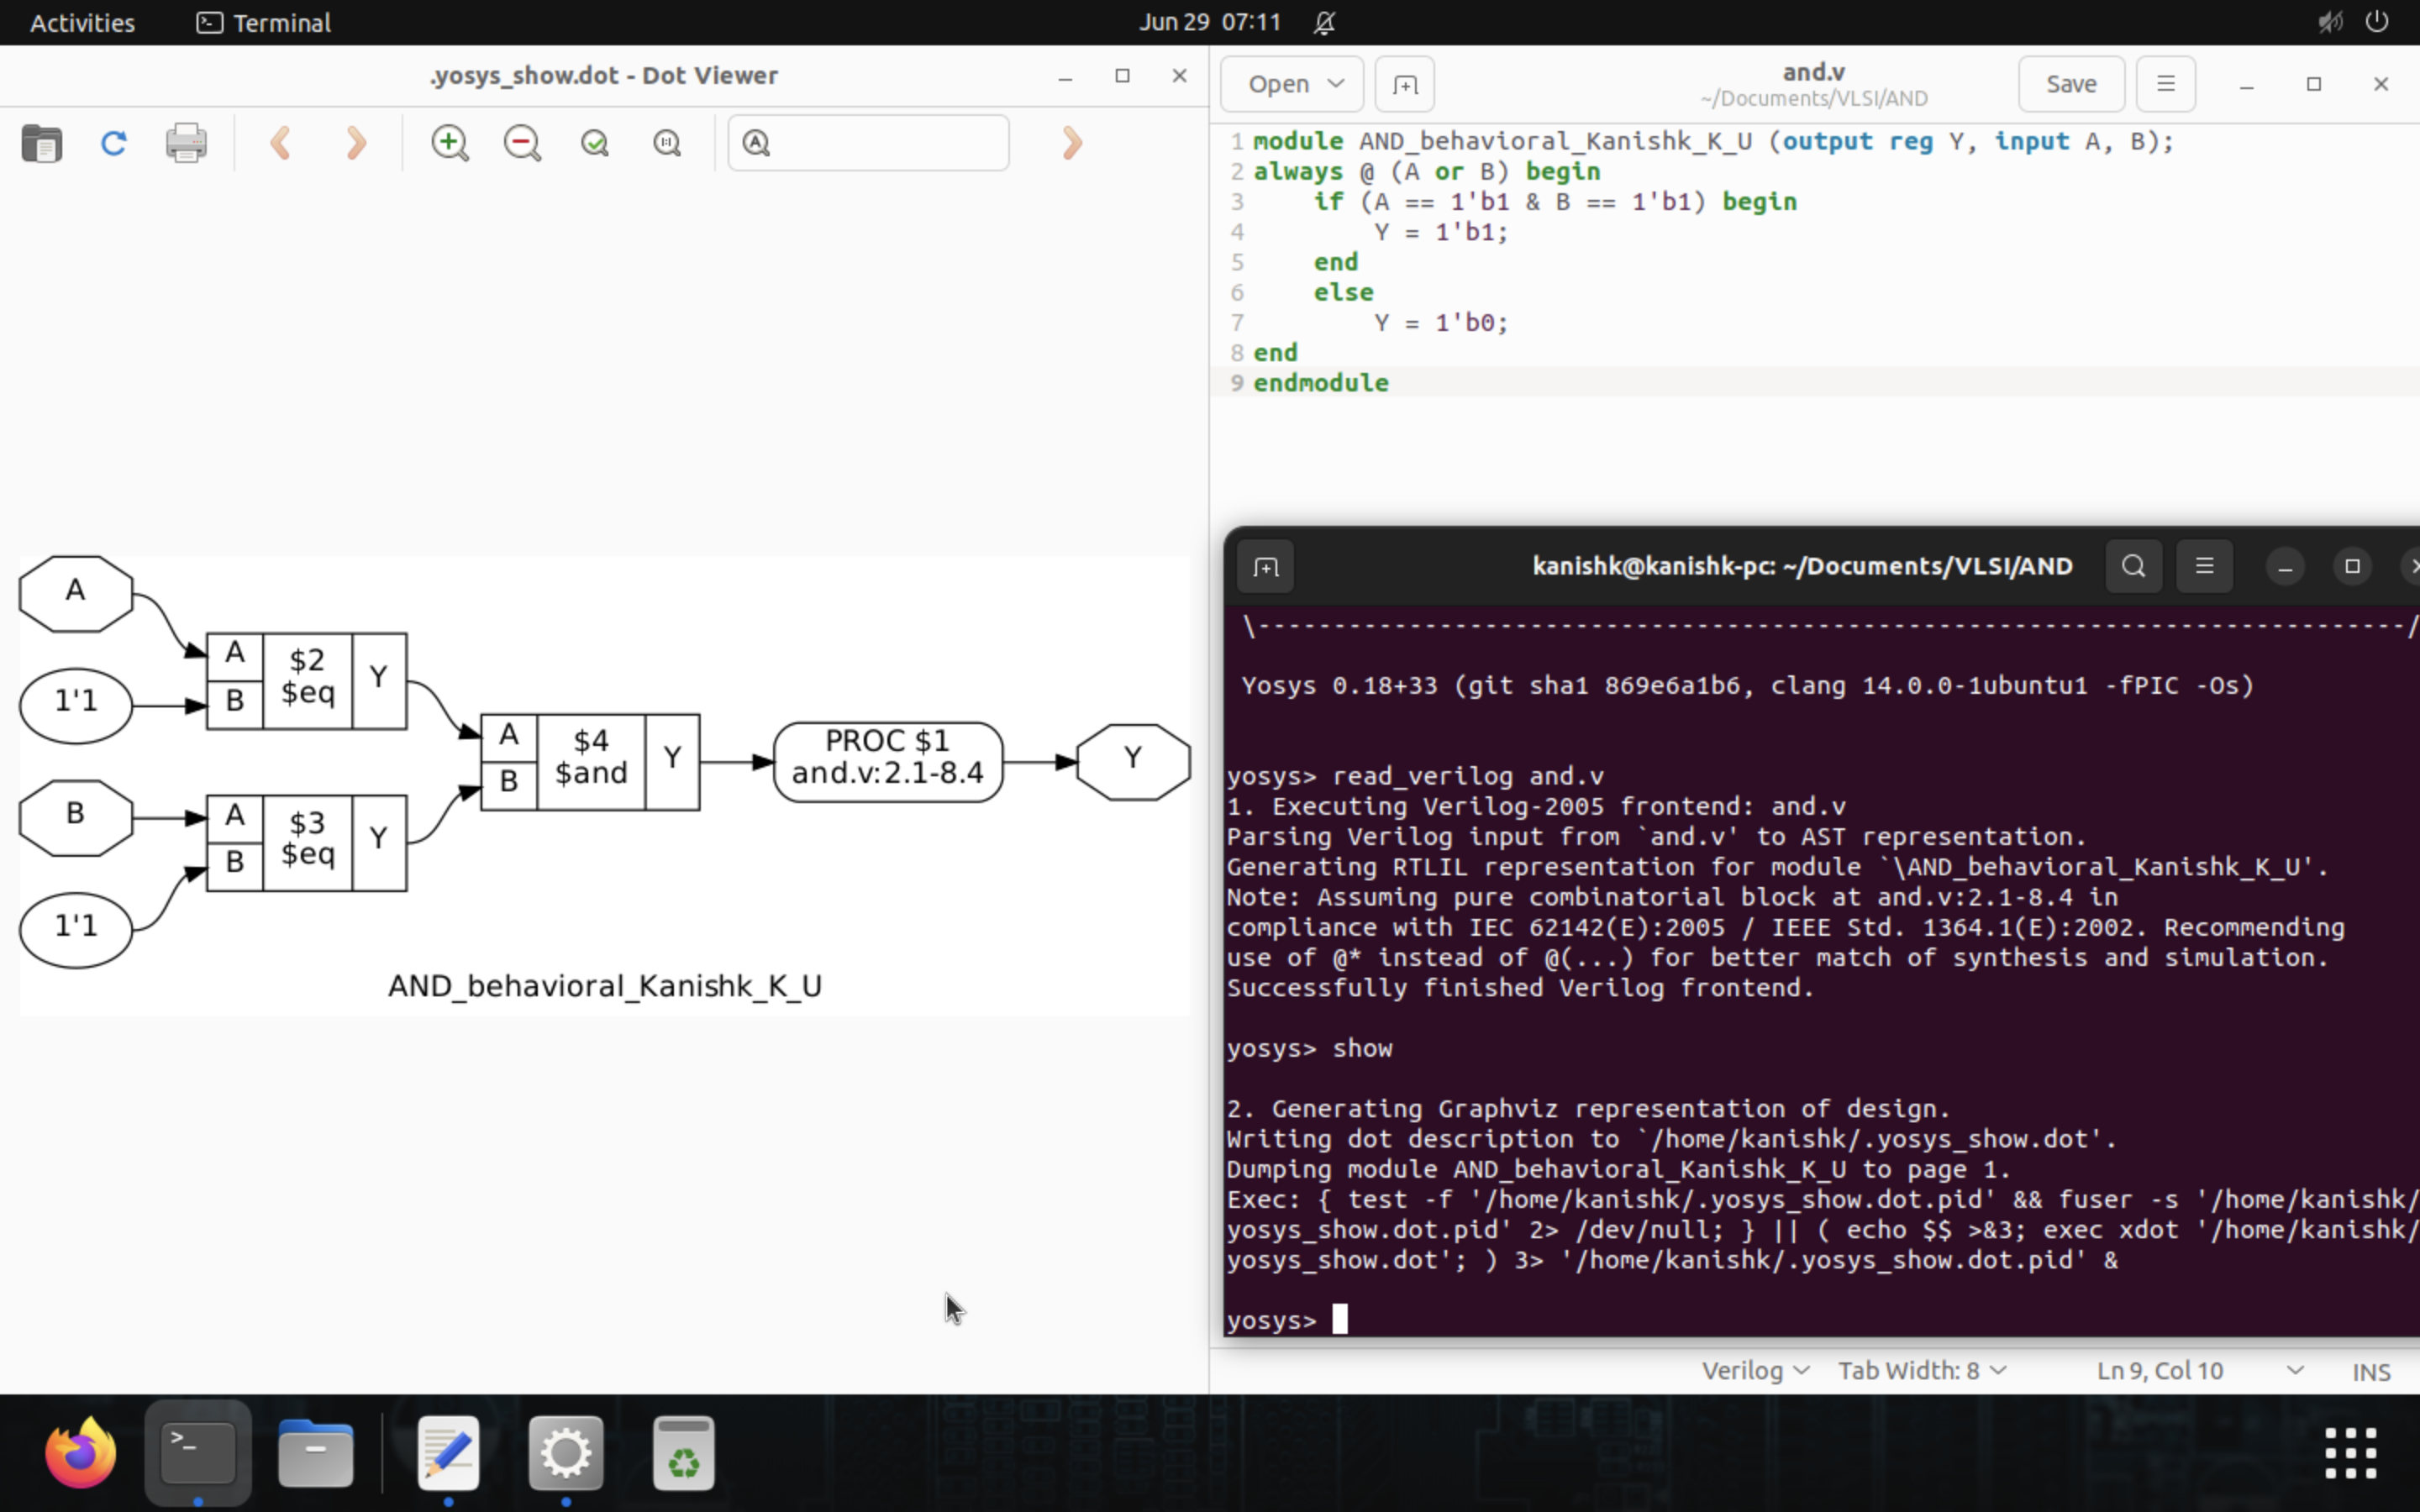 Activities
Terminal
Jun 29 07:11
.yosys_show.dot - Dot Viewer
A
1'1
B
1'1
A
B
$2
$eq
Y
A
B
$3
$eq
Y
A
B
$4
$and
Y
PROC $1
and.v:2.1-8.4
Y
AND_behavioral_Kanishk_K_U
Open
and.v
~/Documents/VLSI/AND
Save
1 module AND_behavioral_Kanishk_K_U (output reg Y, input A, B);
2 always @ (A or B) begin
3     if (A == 1'b1 & B == 1'b1) begin
4         Y = 1'b1;
5     end
6     else
7         Y = 1'b0;
8 end
9 endmodule
kanishk@kanishk-pc: ~/Documents/VLSI/AND
\----------------------------------------------------------------------------/
Yosys 0.18+33 (git sha1 869e6a1b6, clang 14.0.0-1ubuntu1 -fPIC -Os)
yosys> read_verilog and.v
1. Executing Verilog-2005 frontend: and.v
Parsing Verilog input from `and.v' to AST representation.
Generating RTLIL representation for module `\AND_behavioral_Kanishk_K_U'.
Note: Assuming pure combinatorial block at and.v:2.1-8.4 in
compliance with IEC 62142(E):2005 / IEEE Std. 1364.1(E):2002. Recommending
use of @* instead of @(...) for better match of synthesis and simulation.
Successfully finished Verilog frontend.
yosys> show
2. Generating Graphviz representation of design.
Writing dot description to `/home/kanishk/.yosys_show.dot'.
Dumping module AND_behavioral_Kanishk_K_U to page 1.
Exec: { test -f '/home/kanishk/.yosys_show.dot.pid' && fuser -s '/home/kanishk/
yosys_show.dot.pid' 2> /dev/null; } || ( echo $$ >&3; exec xdot '/home/kanishk/
yosys_show.dot'; ) 3> '/home/kanishk/.yosys_show.dot.pid' &
yosys>
Verilog
Tab Width: 8
Ln 9, Col 10
INS